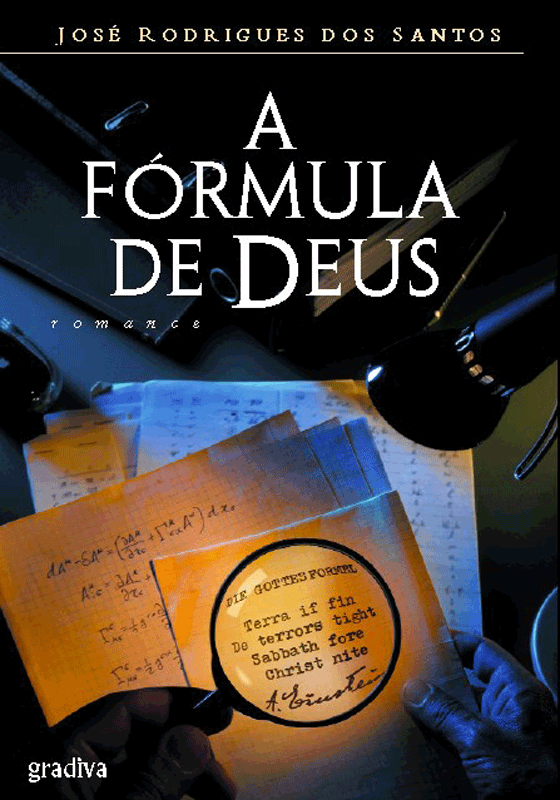 JOSÉ RODRIGUES DOS SANTOS
A
FÓRMULA
DE DEUS
romance
DIE GOTTESFORMEL
Terra if fin
De terrors tight
Sabbath fore
Christ nite
A. Einstein
gradiva